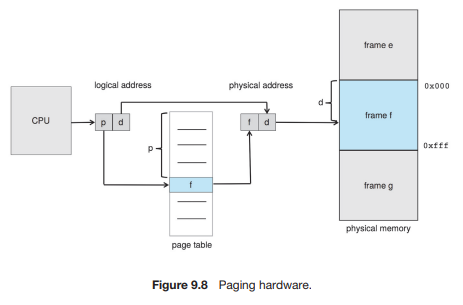 frame e
logical address
physical address
0x000
CPU
p d
f d
d
frame f
p
0xfff
f
frame g
page table
physical memory
Figure 9.8 Paging hardware.